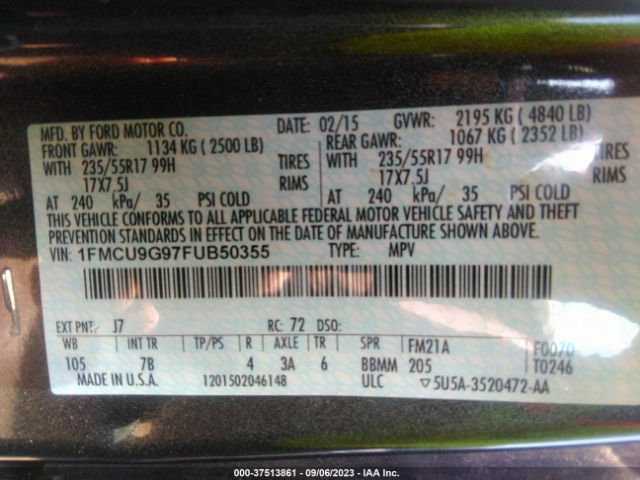 MFD. BY FORD MOTOR CO. DATE: 02/15 GVWR: 2195 KG ( 4840 LB)
FRONT GAWR: 1134 KG ( 2500 LB) REAR GAWR: 1067 KG ( 2352 LB)
WITH 235/55R17 99H TIRES WITH 235/55R17 99H TIRES
17X7.5J RIMS 17X7.5J RIMS
AT 240 kPa/ 35 PSI COLD AT 240 kPa/ 35 PSI COLD
THIS VEHICLE CONFORMS TO ALL APPLICABLE FEDERAL MOTOR VEHICLE SAFETY AND THEFT
PREVENTION STANDARDS IN EFFECT ON THE DATE OF MANUFACTURE SHOWN ABOVE.
VIN: 1FMCU9G97FUB50355 TYPE: MPV
EXT PNT: J7 RC: 72 DSO:
WB INT TR TP/PS R AX TR SPR FM21A F0070
105 7B 4 3A 6 BBMM 205 T0246
MADE IN U.S.A. 1201502046148 ULC ▽5U5A-3520472-AA
000-37513861 - 09/06/2023 - IAA Inc.